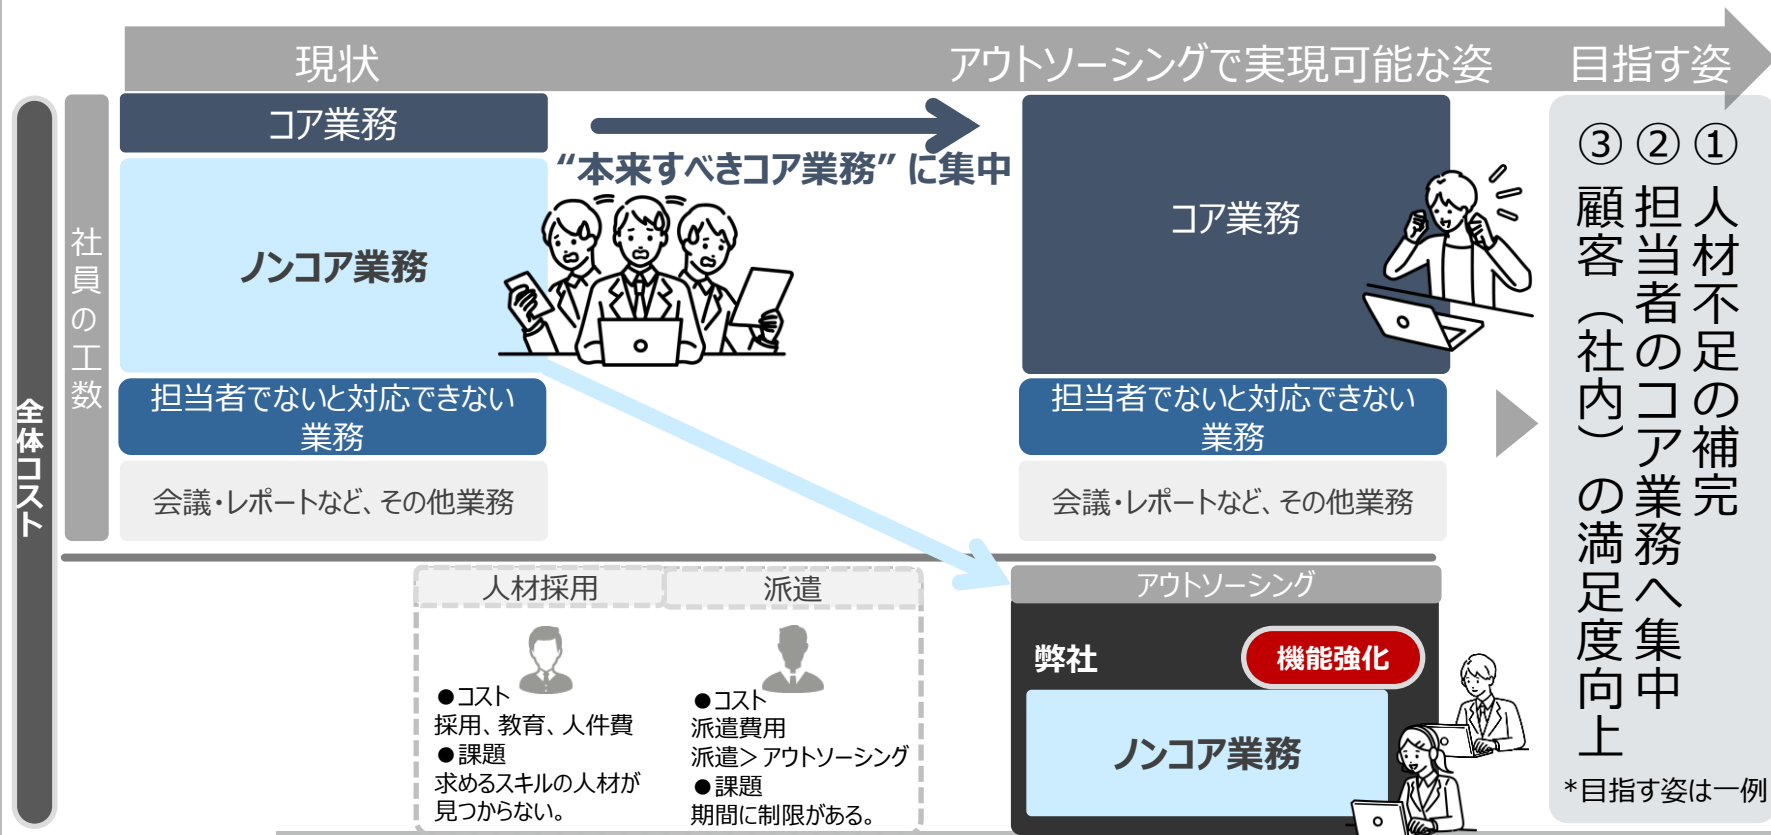 現状
アウトソーシングで実現可能な姿
目指す姿
全体コスト
社員の工数
コア業務
ノンコア業務
担当者でないと対応できない
業務
会議・レポートなど、その他業務
“本来すべきコア業務” に集中
コア業務
担当者でないと対応できない
業務
会議・レポートなど、その他業務
① 人材不足の補完
② 担当者のコア業務へ集中
③ 顧客（社内）の満足度向上
*目指す姿は一例
人材採用
●コスト
採用、教育、人件費
●課題
求めるスキルの人材が
見つからない。
派遣
●コスト
派遣費用
派遣＞アウトソーシング
●課題
期間に制限がある。
アウトソーシング
弊社
機能強化
ノンコア業務